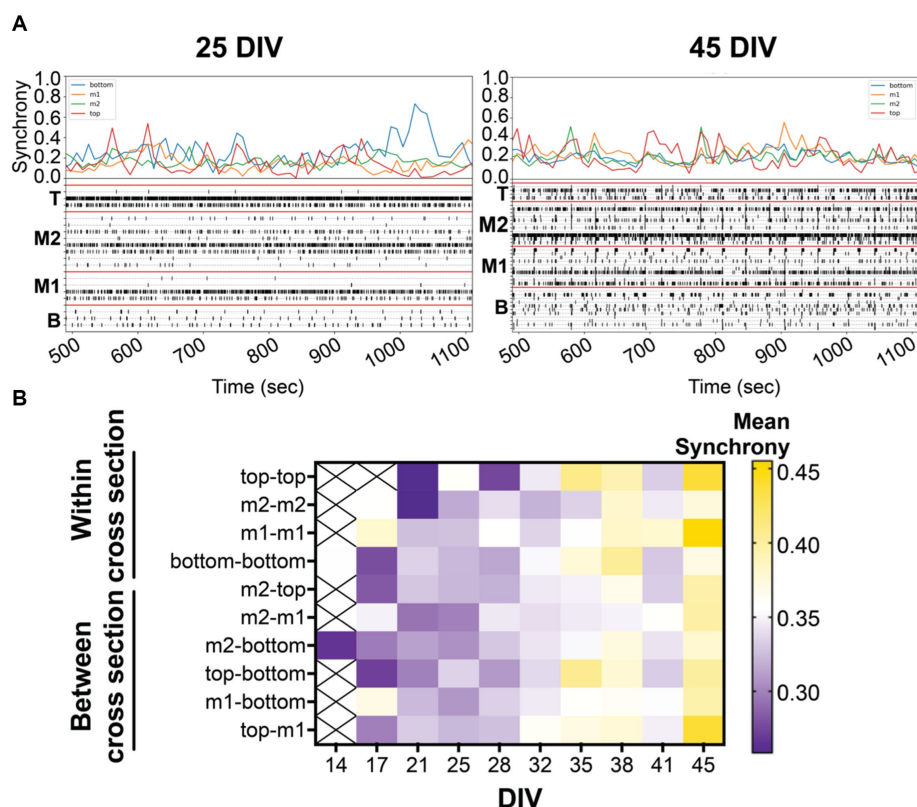 A
25 DIV
45 DIV
Synchrony
1.0
0.8
0.6
0.4
0.2
0.0
bottom
m1
m2
top
T
M2
M1
B
500 600 700 800 900 1000 1100
Time (sec)
1.0
0.8
0.6
0.4
0.2
0.0
bottom
m1
m2
top
T
M2
M1
B
500 600 700 800 900 1000 1100
Time (sec)
B
Within
cross section
Between
cross section
top-top
m2-m2
m1-m1
bottom-bottom
m2-top
m2-m1
m2-bottom
top-bottom
m1-bottom
top-m1
14 17 21 25 28 32 35 38 41 45
DIV
Mean
Synchrony
0.45
0.40
0.35
0.30